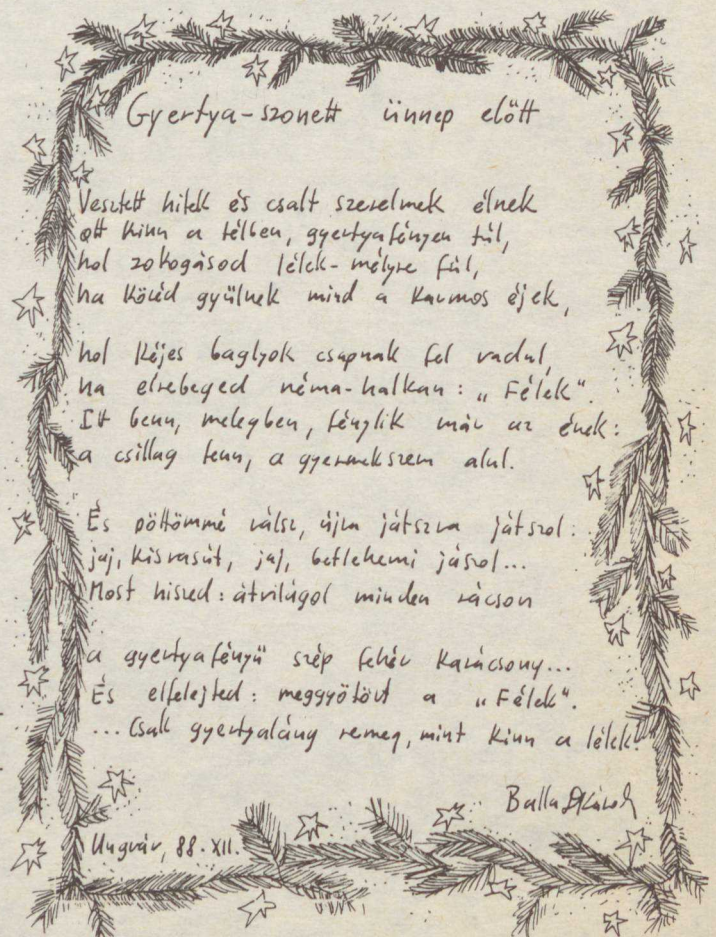 Gyertya-szonett ünnep előtt
Vesztett hitek és csalt szerelmek élnek
ott kinn a télben, gyertyafényen túl,
hol zokogásod lélek-mélyre fúl,
ha köréd gyűlnek mind a karmos éjek,
hol kéjes baglyok csapnak fel vadul,
ha elrebeged néma-halkan: „Félek".
Itt benn, melegben, fénylik már az ének:
a csillag fenn, a gyermekszem alul.
És pöttömmé válsz, újra játszva játszol:
jaj, kisvasút, jaj, betlehemi jászol...
Most hiszed: átvilágol minden rácson
a gyertyafényű szép fehér karácsony...
És elfelejted: meggyötört a „Félek".
... Csak gyertyaláng remeg, mint kinn a lélek.
Balla D. Károly
Ungvár, 88. XII.